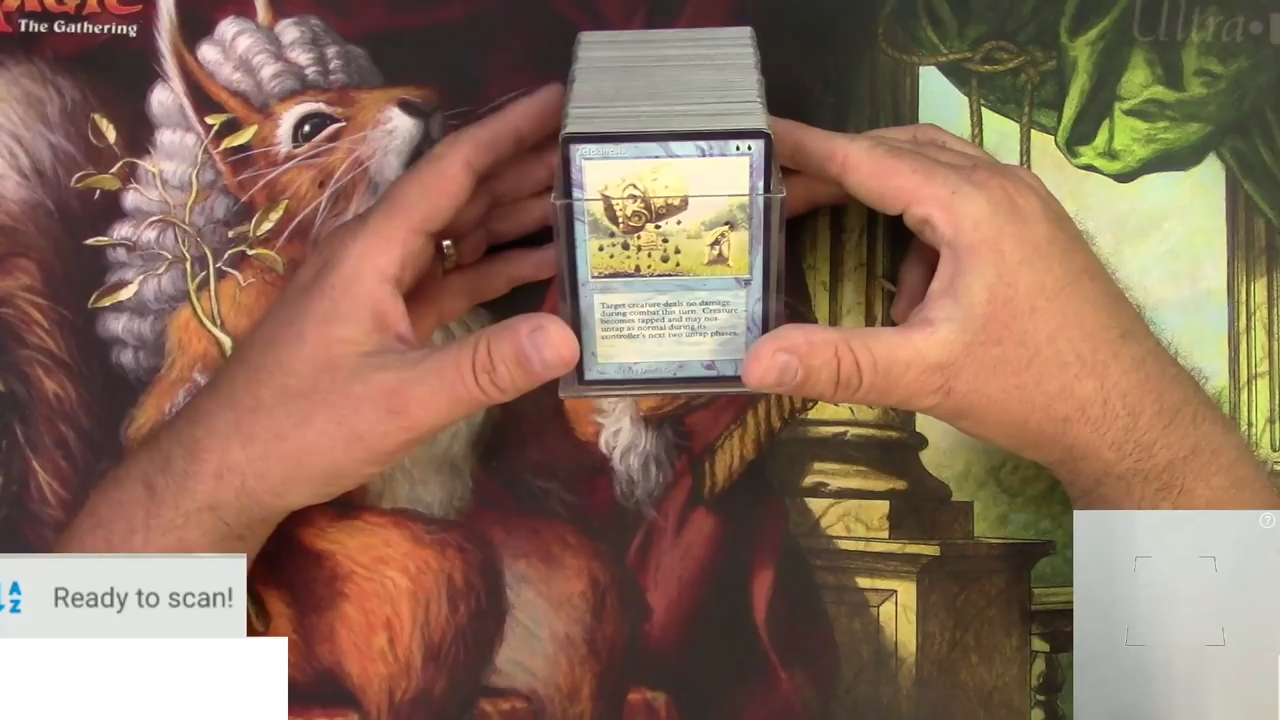 The Gathering
Ultra
Target creature deals no damage
during combat this turn. Creature
becomes tapped and may not
untap as normal during its
controller's next two untap phases.
A
Z
Ready to scan!
?